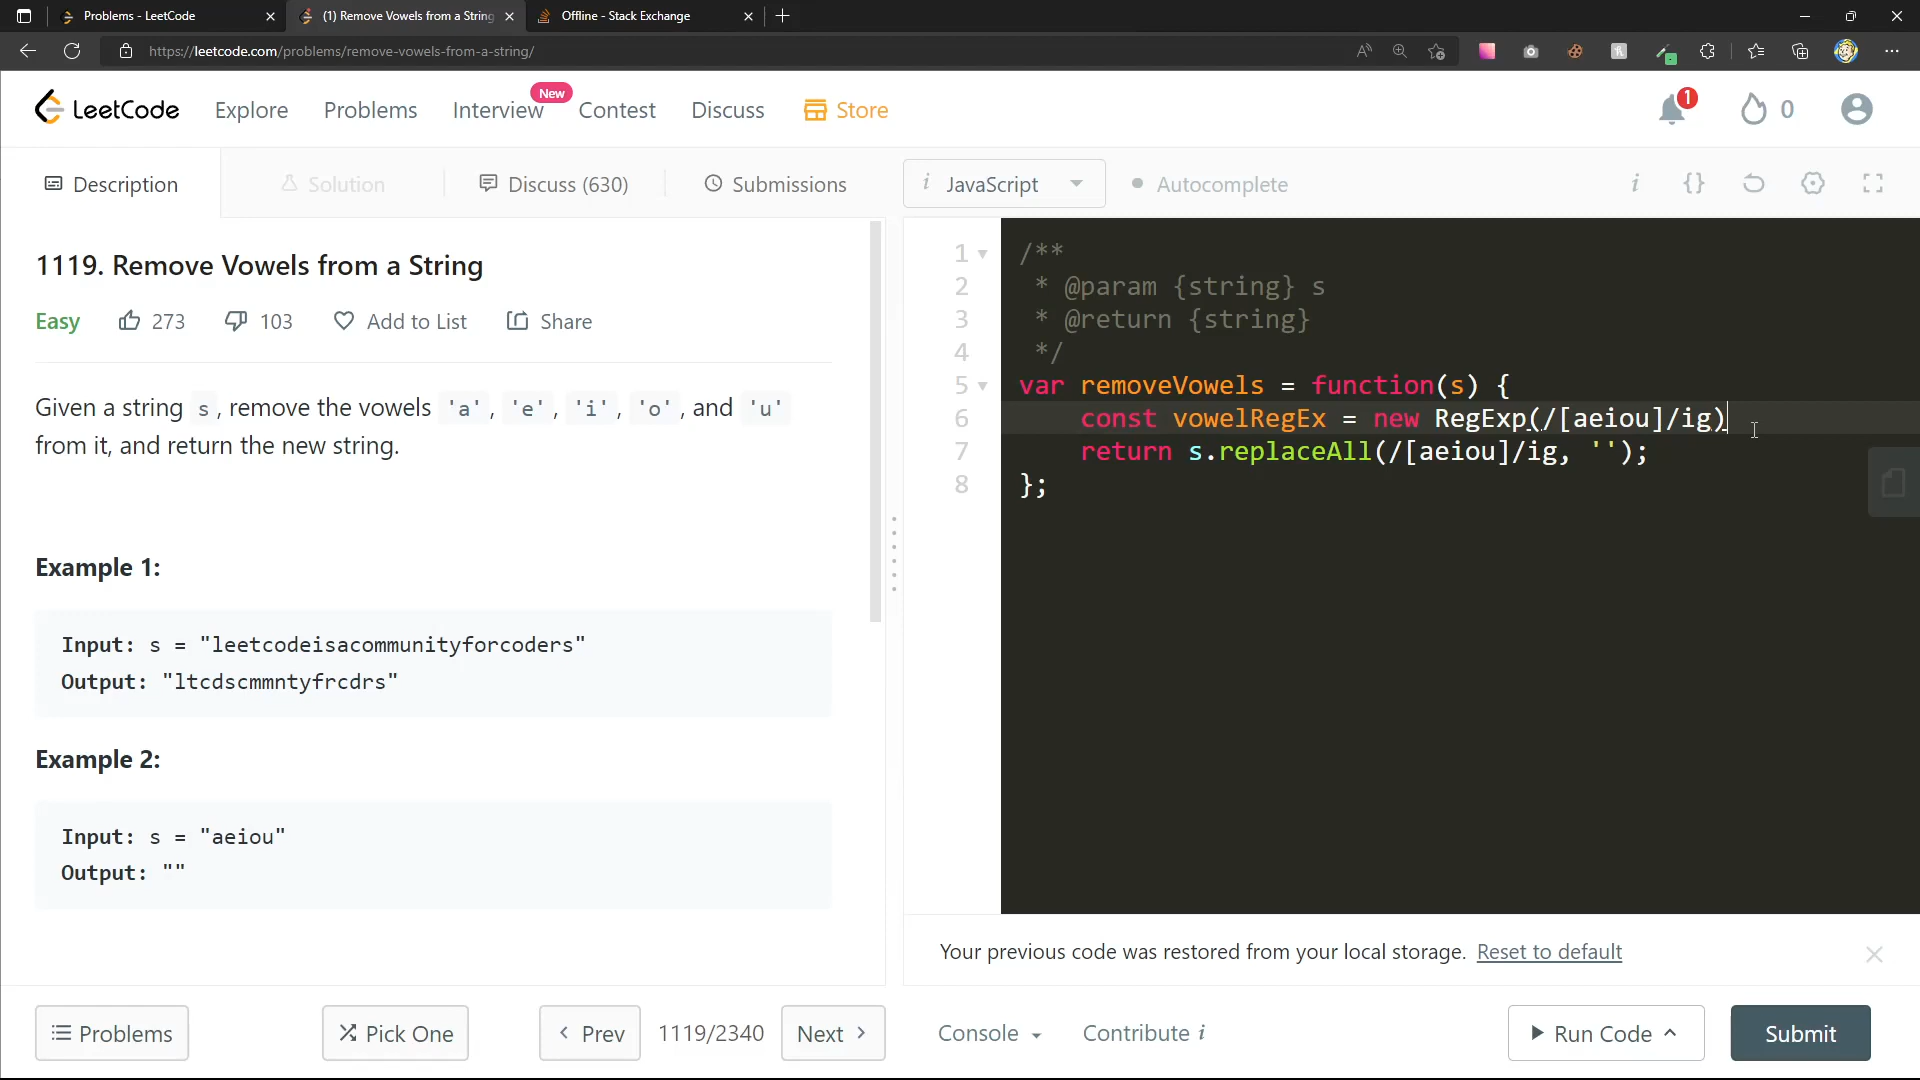 Problems - LeetCode
(1) Remove Vowels from a String
Offline - Stack Exchange
https://leetcode.com/problems/remove-vowels-from-a-string/
LeetCode
Explore
Problems
Interview
New
Contest
Discuss
Store
1
0
Description
Solution
Discuss (630)
Submissions
i JavaScript
Autocomplete
i
{}
1119. Remove Vowels from a String
Easy
273
103
Add to List
Share
Given a string s, remove the vowels 'a', 'e', 'i', 'o', and 'u'
from it, and return the new string.
Example 1:
Input: s = "leetcodeisacommunityforcoders"
Output: "ltcdscmmntyfrcdrs"
Example 2:
Input: s = "aeiou"
Output: ""
1 /**
2 * @param {string} s
3 * @return {string}
4 */
5 var removeVowels = function(s) {
6 const vowelRegEx = new RegExp(/[aeiou]/ig)
7 return s.replaceAll(/[aeiou]/ig, '');
8 };
Your previous code was restored from your local storage. Reset to default
Problems
Pick One
Prev
1119/2340
Next
Console
Contribute i
Run Code
Submit